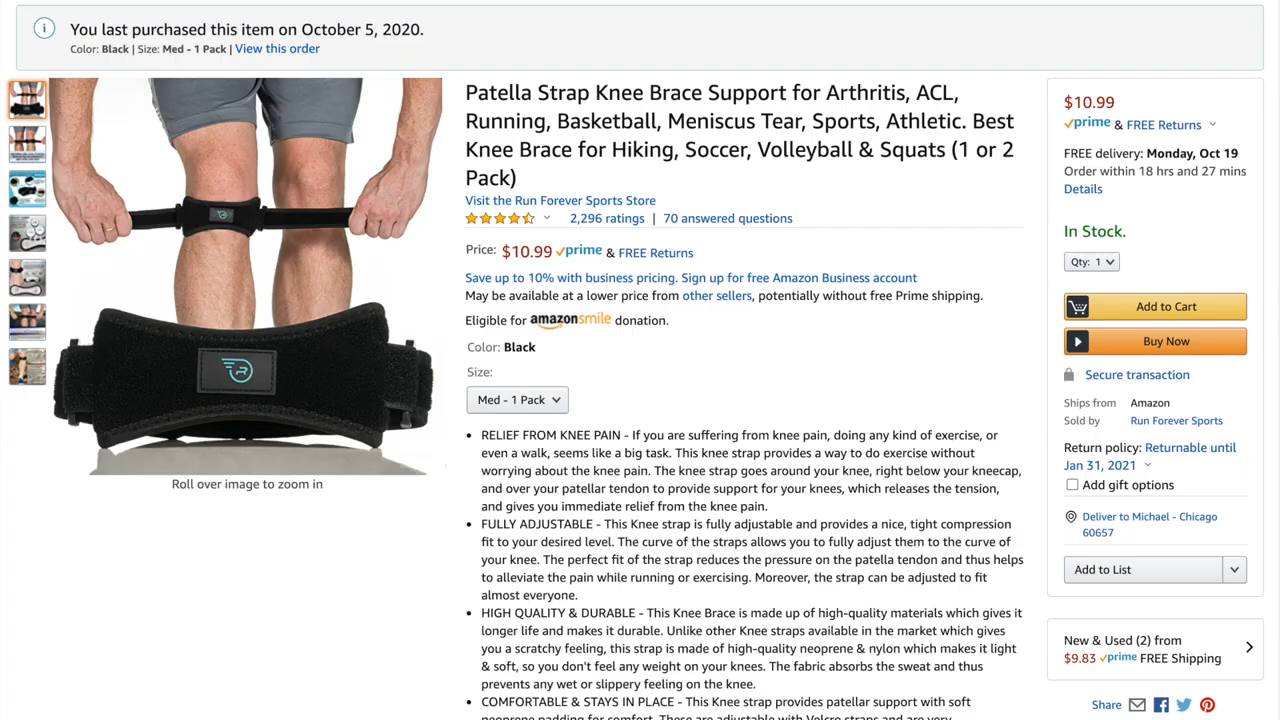 You last purchased this item on October 5, 2020.
Color: Black | Size: Med - 1 Pack | View this order
Patella Strap Knee Brace Support for Arthritis, ACL,
Running, Basketball, Meniscus Tear, Sports, Athletic. Best
Knee Brace for Hiking, Soccer, Volleyball & Squats (1 or 2
Pack)
Visit the Run Forever Sports Store
2,296 ratings | 70 answered questions
Price: $10.99 prime & FREE Returns
Save up to 10% with business pricing. Sign up for free Amazon Business account
May be available at a lower price from other sellers, potentially without free Prime shipping.
Eligible for amazonsmile donation.
Color: Black
Size:
Med - 1 Pack
• RELIEF FROM KNEE PAIN - If you are suffering from knee pain, doing any kind of exercise, or
even a walk, seems like a big task. This knee strap provides a way to do exercise without
worrying about the knee pain. The knee strap goes around your knee, right below your kneecap,
and over your patellar tendon to provide support for your knees, which releases the tension,
and gives you immediate relief from the knee pain.
• FULLY ADJUSTABLE - This Knee strap is fully adjustable and provides a nice, tight compression
fit to your desired level. The curve of the straps allows you to fully adjust them to the curve of
your knee. The perfect fit of the strap reduces the pressure on the patella tendon and thus helps
to alleviate the pain while running or exercising. Moreover, the strap can be adjusted to fit
almost everyone.
• HIGH QUALITY & DURABLE - This Knee Brace is made up of high-quality materials which gives it
longer life and makes it durable. Unlike other Knee straps available in the market which gives
you a scratchy feeling, this strap is made of high-quality neoprene & nylon which makes it light
& soft, so you don't feel any weight on your knees. The fabric absorbs the sweat and thus
prevents any wet or slippery feeling on the knee.
• COMFORTABLE & STAYS IN PLACE - This Knee strap provides patellar support with soft
neoprene padding for comfort. These are adjustable with Velcro straps and are very
Roll over image to zoom in
$10.99
prime & FREE Returns
FREE delivery: Monday, Oct 19
Order within 18 hrs and 27 mins
Details
In Stock.
Qty: 1
Add to Cart
Buy Now
Secure transaction
Ships from Amazon
Sold by Run Forever Sports
Return policy: Returnable until
Jan 31, 2021
Add gift options
Deliver to Michael - Chicago
60657
Add to List
New & Used (2) from
$9.83 prime FREE Shipping
Share